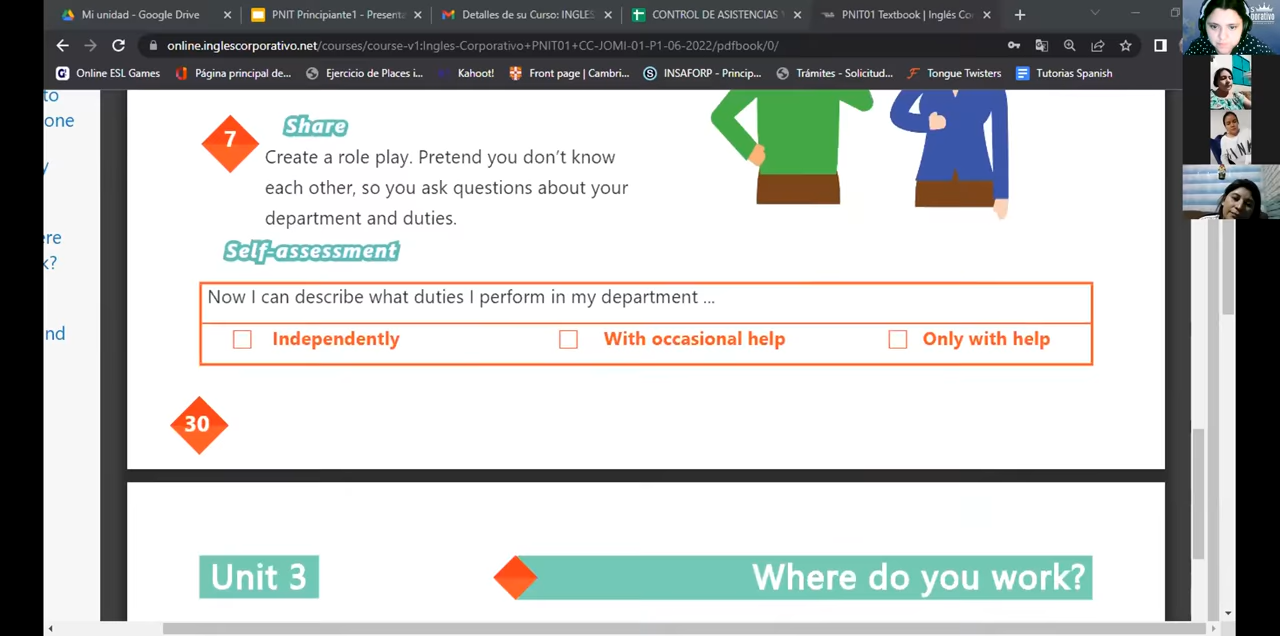 Mi unidad - Google Drive
PNIT Principiante1 - Presenta
Detalles de su Curso: INGLES
CONTROL DE ASISTENCIAS
PNIT01 Textbook | Inglés Co
online.inglescorporativo.net/courses/course-v1:Ingles-Corporativo+PNIT01+CC-JOMI-01-P1-06-2022/pdfbook/0/
Online ESL Games
Página principal de...
Ejercicio de Places i...
Kahoot!
Front page | Cambri...
INSAFORP - Princip...
Trámites - Solicitud...
Tongue Twisters
Tutorias Spanish
to
one
y
ere
k?
nd
7
Share
Create a role play. Pretend you don't know
each other, so you ask questions about your
department and duties.
Self-assessment
Now I can describe what duties I perform in my department ...
Independently
With occasional help
Only with help
30
Unit 3
Where do you work?